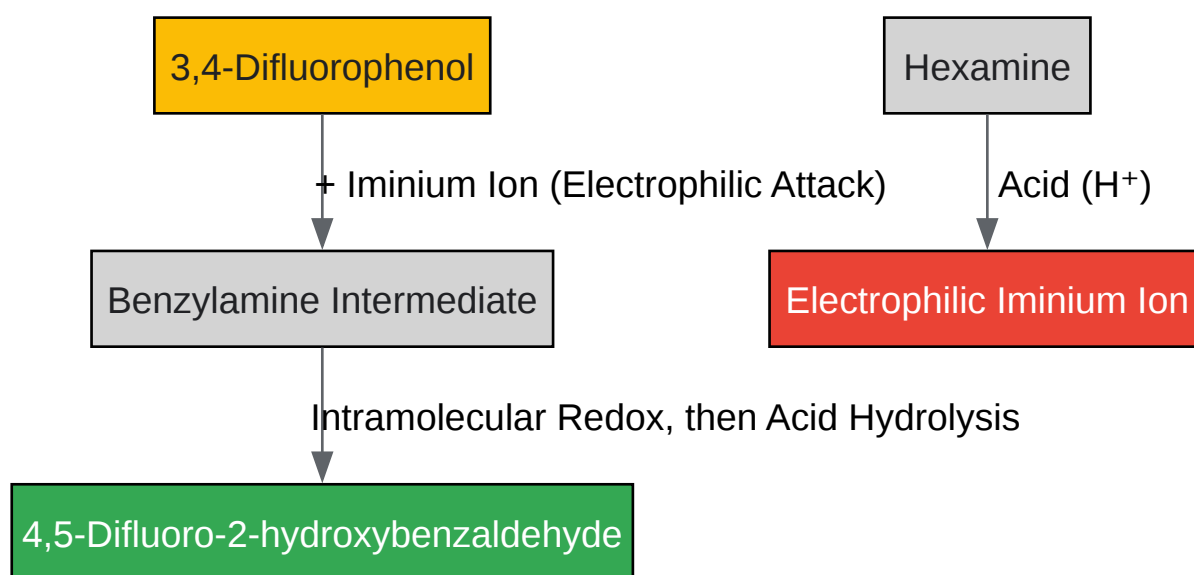 3,4-Difluorophenol
Hexamine
+ Iminium Ion (Electrophilic Attack)
Acid (H⁺)
Benzylamine Intermediate
Electrophilic Iminium Ion
Intramolecular Redox, then Acid Hydrolysis
4,5-Difluoro-2-hydroxybenzaldehyde